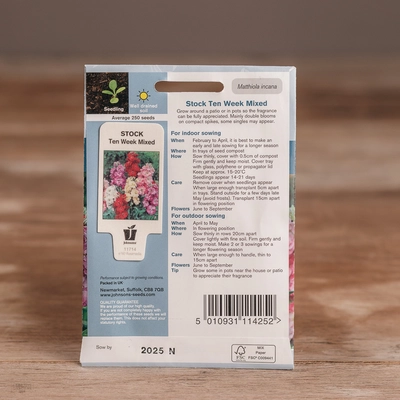 Seedling
Well drained
soil
Average 250 seeds
STOCK
Ten Week Mixed
Johnsons
Packed in UK
Newmarket, Suffolk, CB8 7QB
www.johnsons-seeds.com
QUALITY GUARANTEE
Sow by
2025 N
Matthiola incana
Stock Ten Week Mixed
Grow around a patio or in pots so the fragrance
can be fully appreciated. Mainly double blooms
on compact spikes, some singles may appear.
For indoor sowing
When February to April, it is best to make an
early and late sowing for a longer season
Where In trays of seed compost
How Sow thinly, cover with 0.5cm of compost
Firm gently and keep moist. Cover tray
with glass, polythene or propagator lid
Keep at approx. 15-20°C
Seedlings appear 14-21 days
Care Remove cover when seedlings appear
When large enough transplant 5cm apart
in trays. Stand outside for a few days late
May (avoid frosts). Transplant 15cm apart
in flowering position
Flowers June to September
For outdoor sowing
When April to May
Where In flowering position
How Sow thinly in rows 20cm apart
Cover lightly with fine soil. Firm gently and
keep moist. Make 2 or 3 sowings for a
longer flowering season
Care When large enough to handle, thin to
15cm apart
Flowers June to September
Tip Grow some in pots near the house or patio
to appreciate their fragrance
5 010931 114252 >
FSC
MIX
Paper